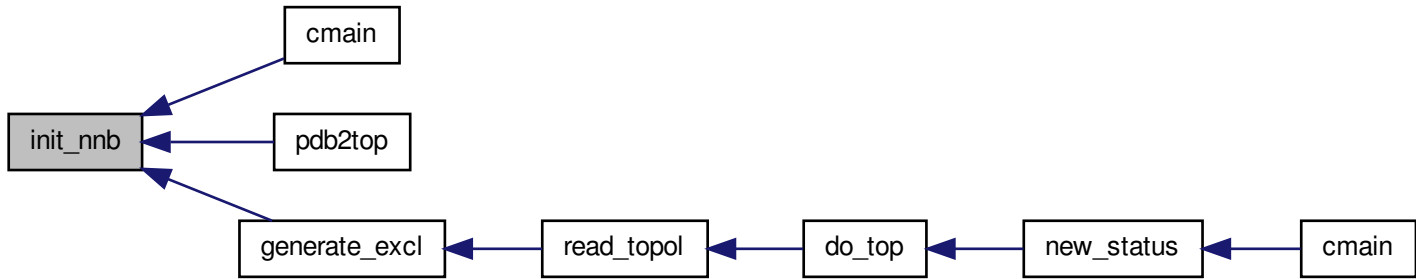 cmain
init_nnb
pdb2top
generate_excl
read_topol
do_top
new_status
cmain